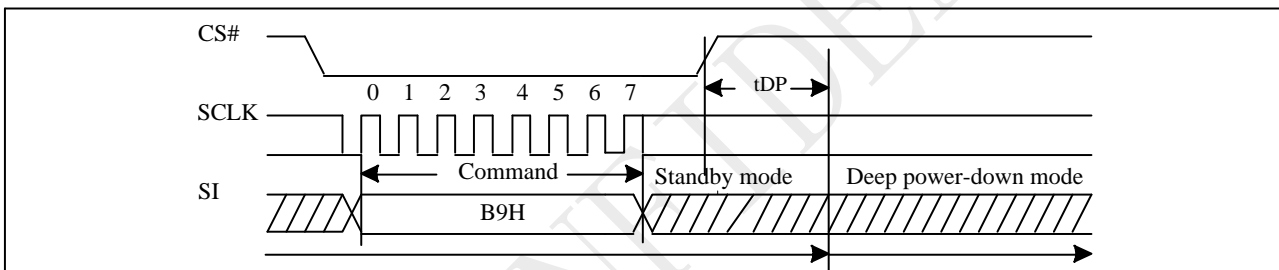 CS#
tDP
0 1 2 3 4 5 6 7
SCLK
Command
Standby mode
Deep power-down mode
SI
B9H